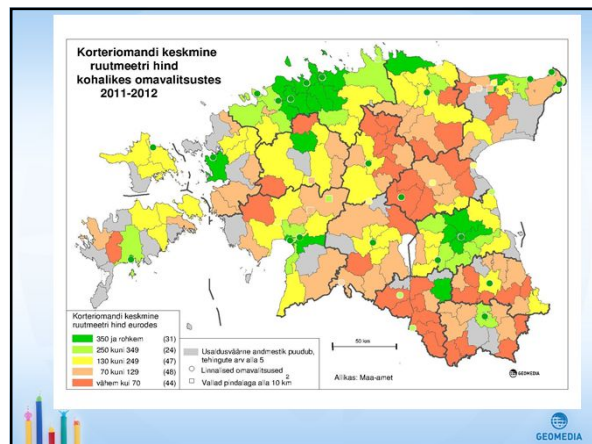 Korteriomandi keskmine
ruutmeetri hind
kohalikes omavalitsustes
2011-2012
Korteriomandi keskmine
ruutmeetri hind eurodes
350 ja rohkem (31)
250 kuni 349 (24)
130 kuni 249 (47)
70 kuni 129 (48)
vähem kui 70 (44)
Usaldusväärne andmestik puudub,
tehingute arv alla 5
Linnalised omavalitsused
Vallad pindalaga alla 10 km2
50 km
Allikas: Maa-amet
GEOMEDIA
GEOMEDIA